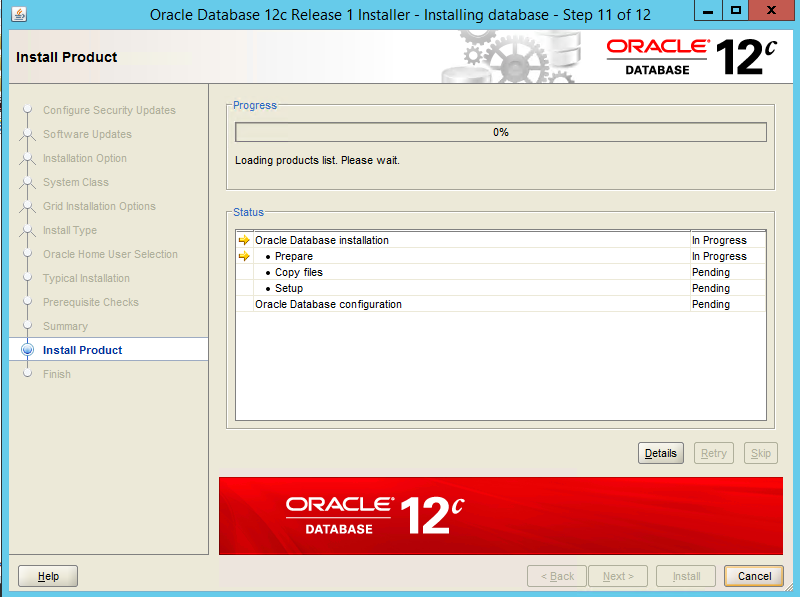 Oracle Database 12c Release 1 Installer - Installing database - Step 11 of 12
Install Product
ORACLE® 12c
DATABASE
Configure Security Updates
Software Updates
Installation Option
System Class
Grid Installation Options
Install Type
Oracle Home User Selection
Typical Installation
Prerequisite Checks
Summary
Install Product
Finish
Progress
0%
Loading products list. Please wait.
Status
Oracle Database installation In Progress
• Prepare In Progress
• Copy files Pending
• Setup Pending
Oracle Database configuration Pending
Details Retry Skip
ORACLE® 12c
DATABASE
Help < Back Next > Install Cancel